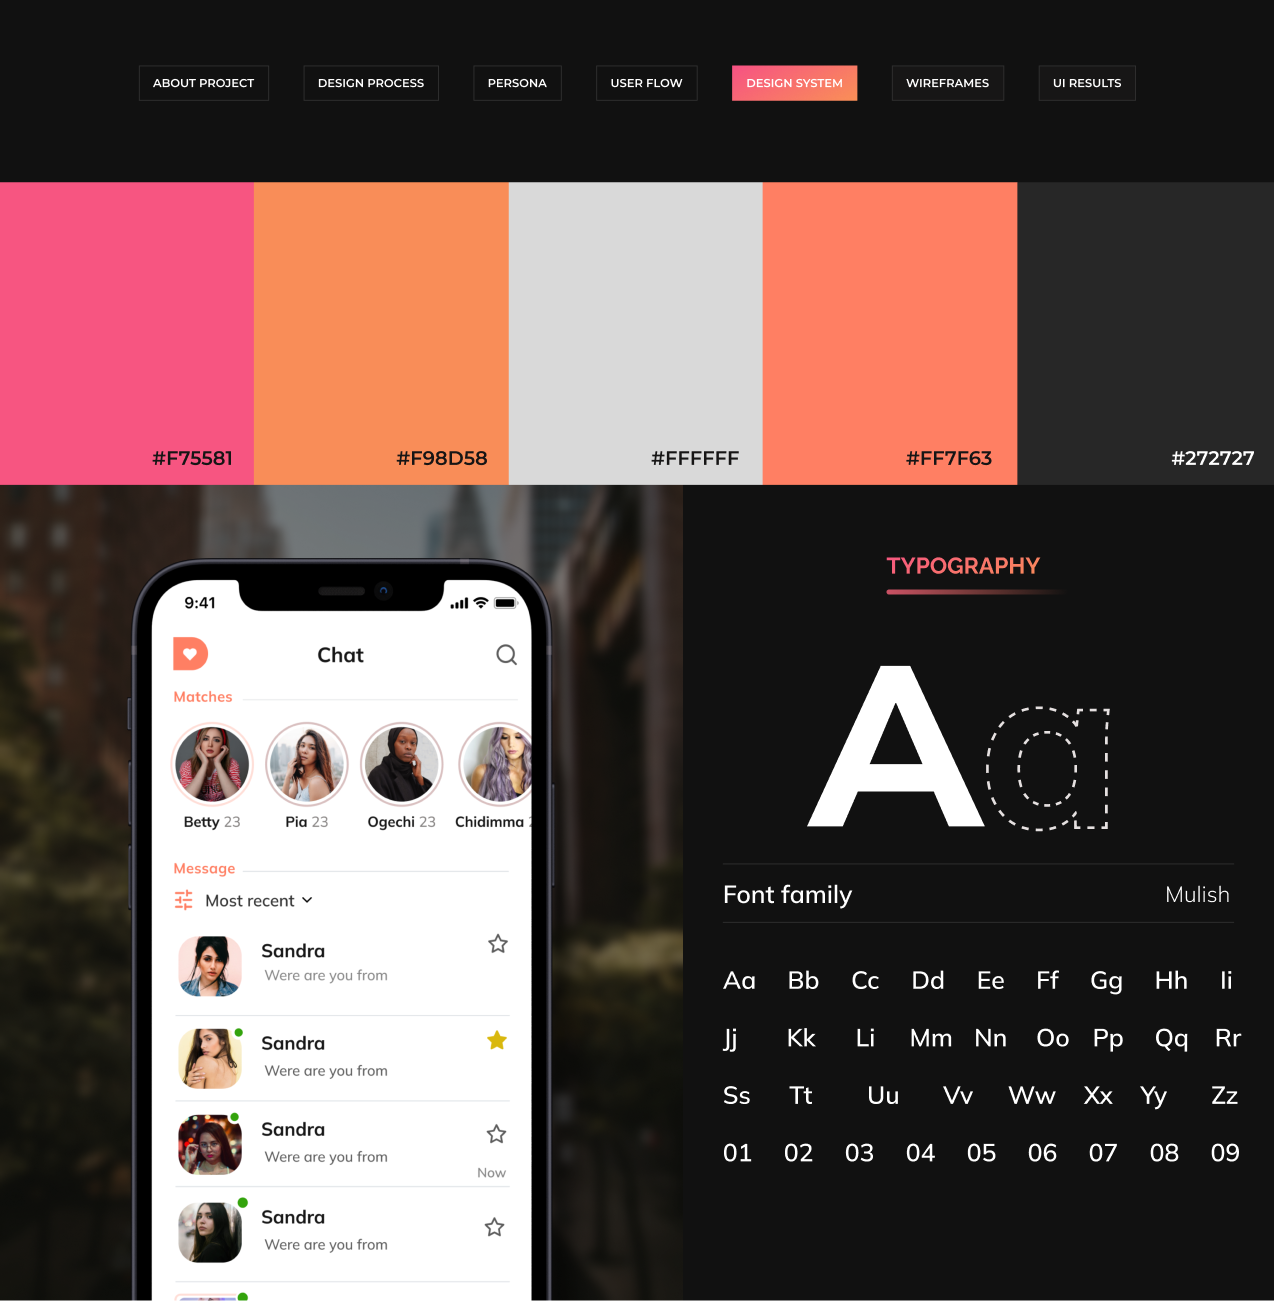 ABOUT PROJECT DESIGN PROCESS PERSONA USER FLOW DESIGN SYSTEM WIREFRAMES UI RESULTS
#F75581 #F98D58 #FFFFFF #FF7F63 #272727
9:41
Chat
Matches
Betty 23 Pia 23 Ogechi 23 Chidimma
Message
Most recent
Sandra
Were are you from
Sandra
Were are you from
Sandra
Were are you from
Now
Sandra
Were are you from
TYPOGRAPHY
Aa
Font family Mulish
Aa Bb Cc Dd Ee Ff Gg Hh Ii
Jj Kk Li Mm Nn Oo Pp Qq Rr
Ss Tt Uu Vv Ww Xx Yy Zz
01 02 03 04 05 06 07 08 09